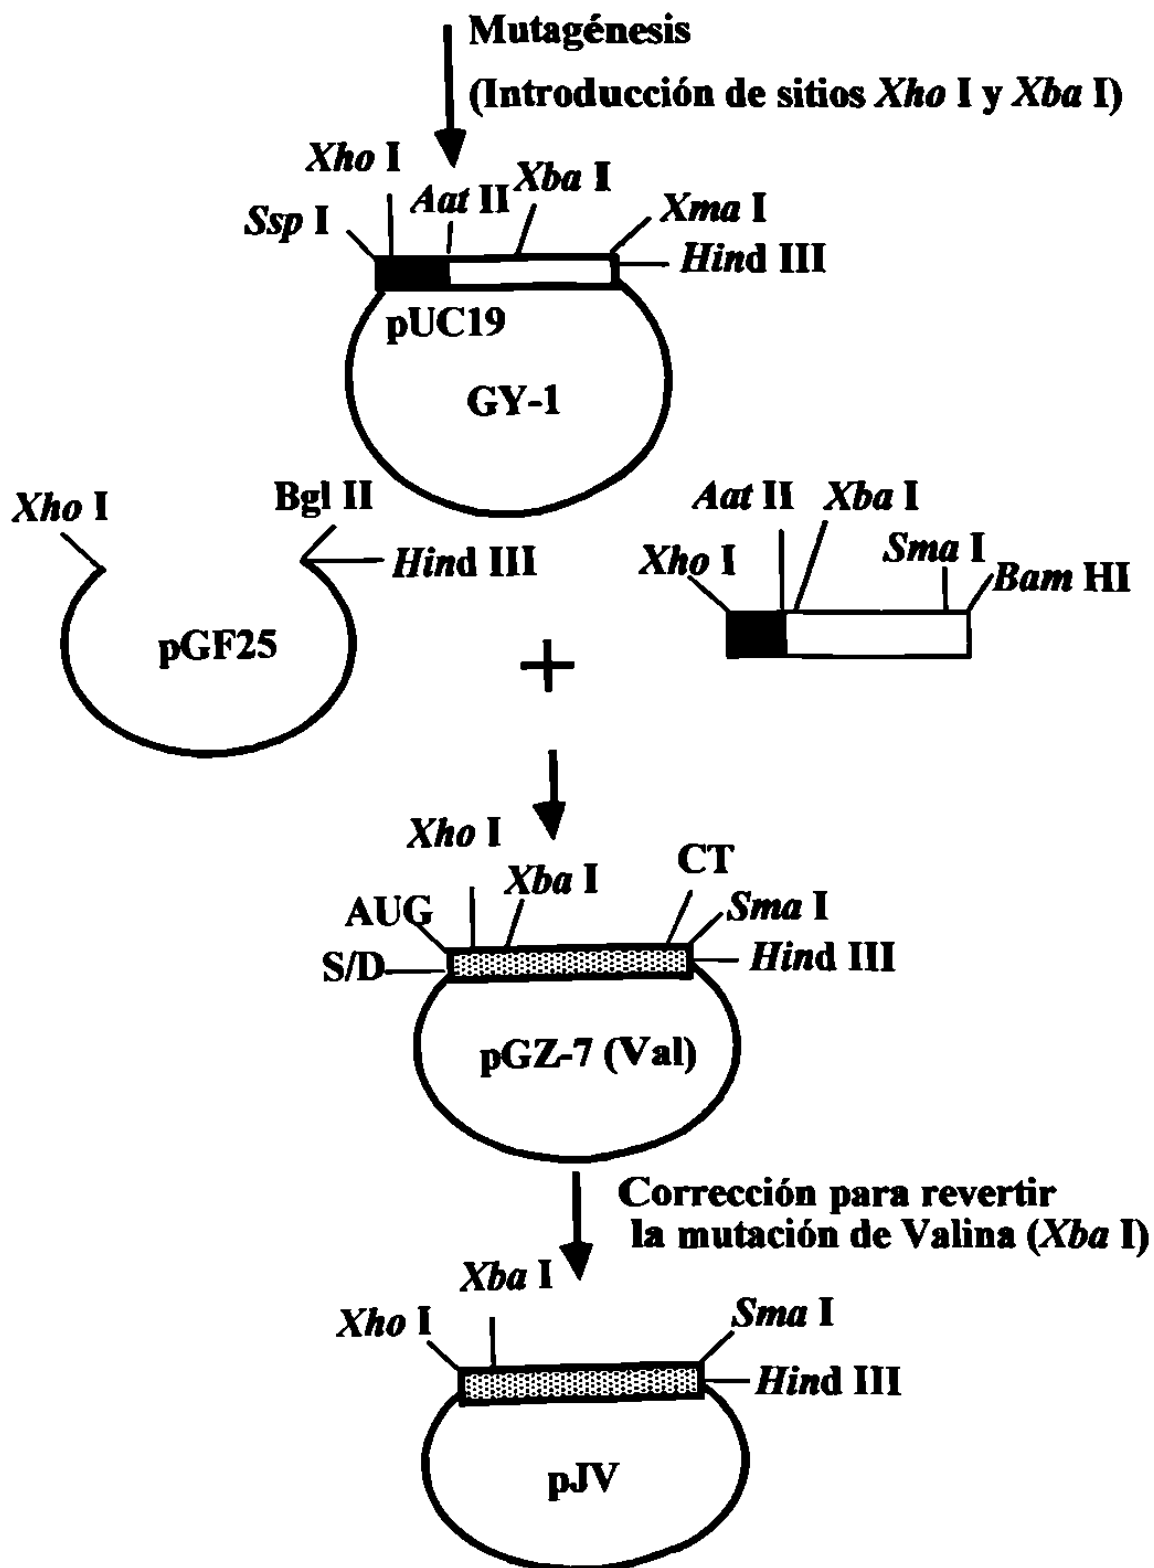 Mutagénesis
(Introducción de sitios Xho I y Xba I)
Xho I
Aat II
Xba I
Ssp I
Xma I
Hind III
pUC19
GY-1
Xho I
Bgl II
Hind III
pGF25
+
Aat II
Xba I
Xho I
Sma I
Bam HI
Xho I
Xba I
CT
AUG
Sma I
S/D
Hind III
pGZ-7 (Val)
Corrección para revertir
la mutación de Valina (Xba I)
Xba I
Xho I
Sma I
Hind III
pJV